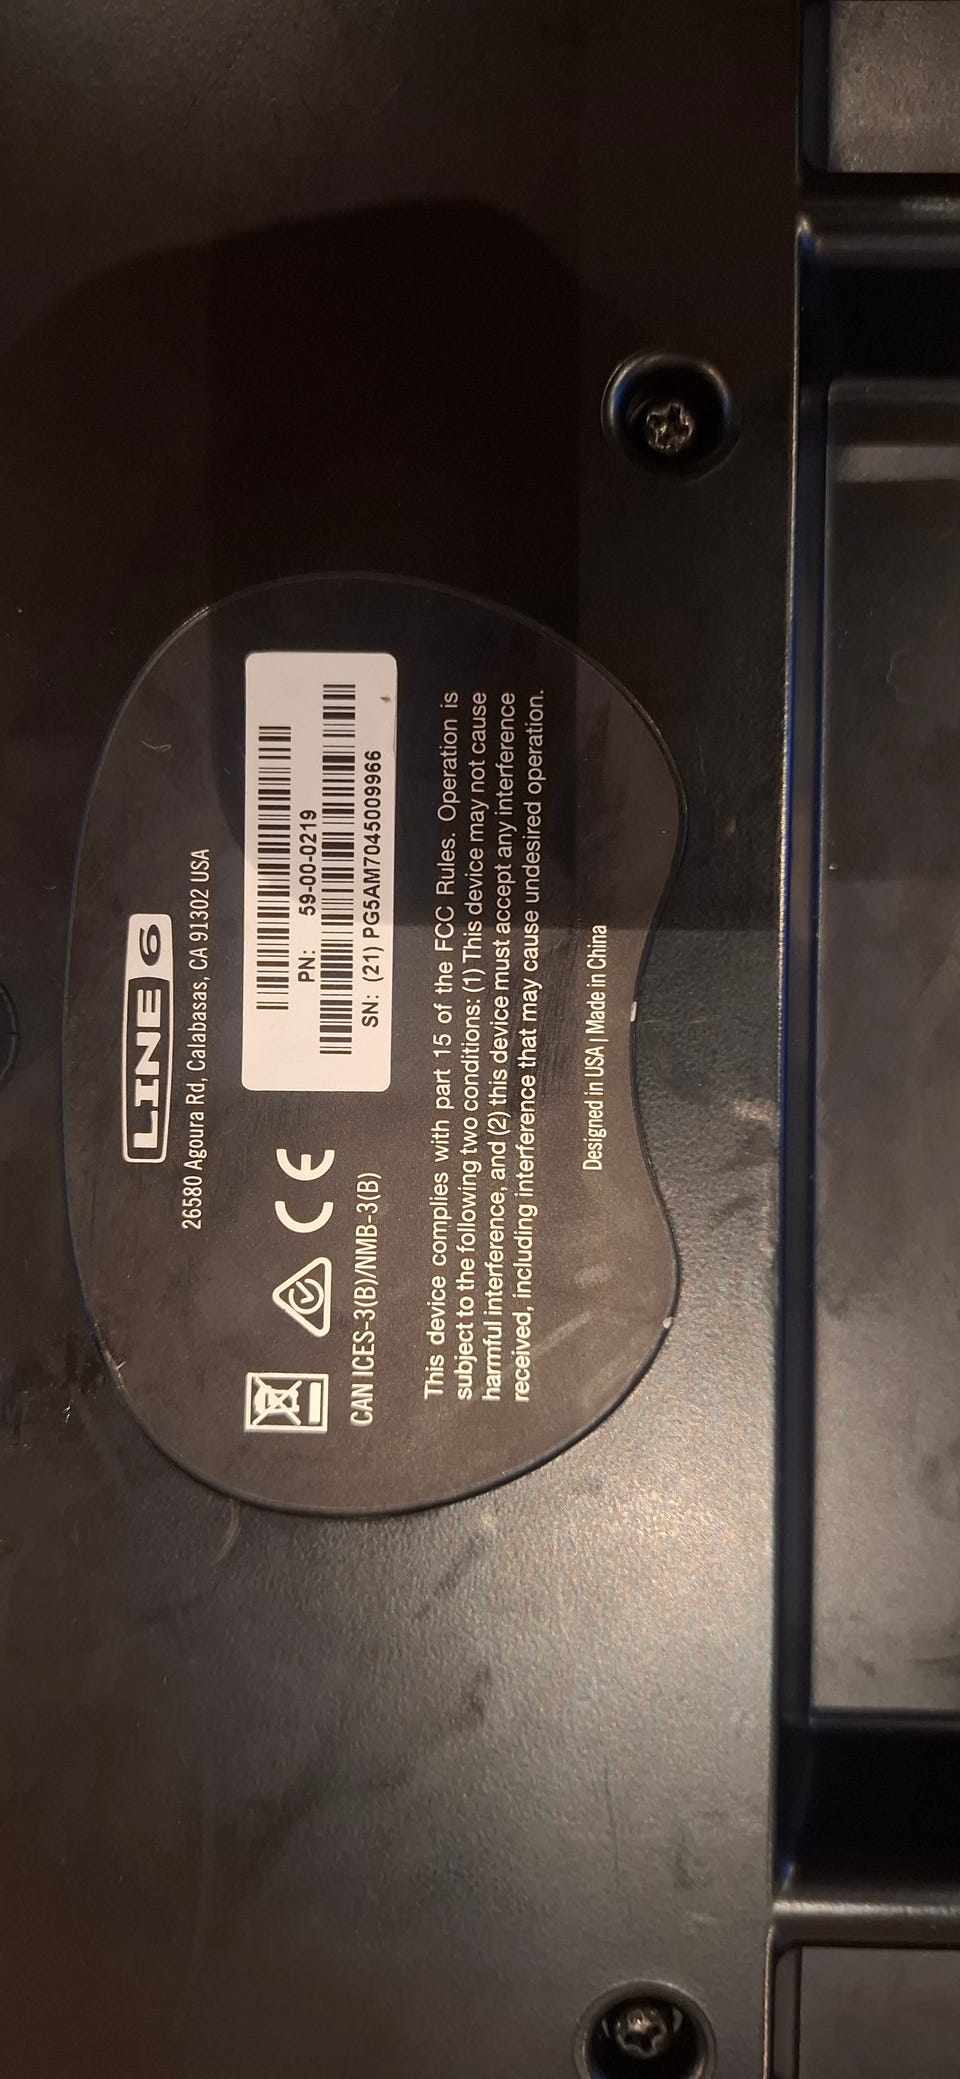 LINE 6
26580 Agoura Rd, Calabasas, CA 91302 USA
PN: 59-00-0219
SN: (21) PG5AM7045009966
CE
CAN ICES-3(B)/NMB-3(B)
This device complies with part 15 of the FCC Rules. Operation is
subject to the following two conditions: (1) This device may not cause
harmful interference, and (2) this device must accept any interference
received, including interference that may cause undesired operation.
Designed in USA | Made in China